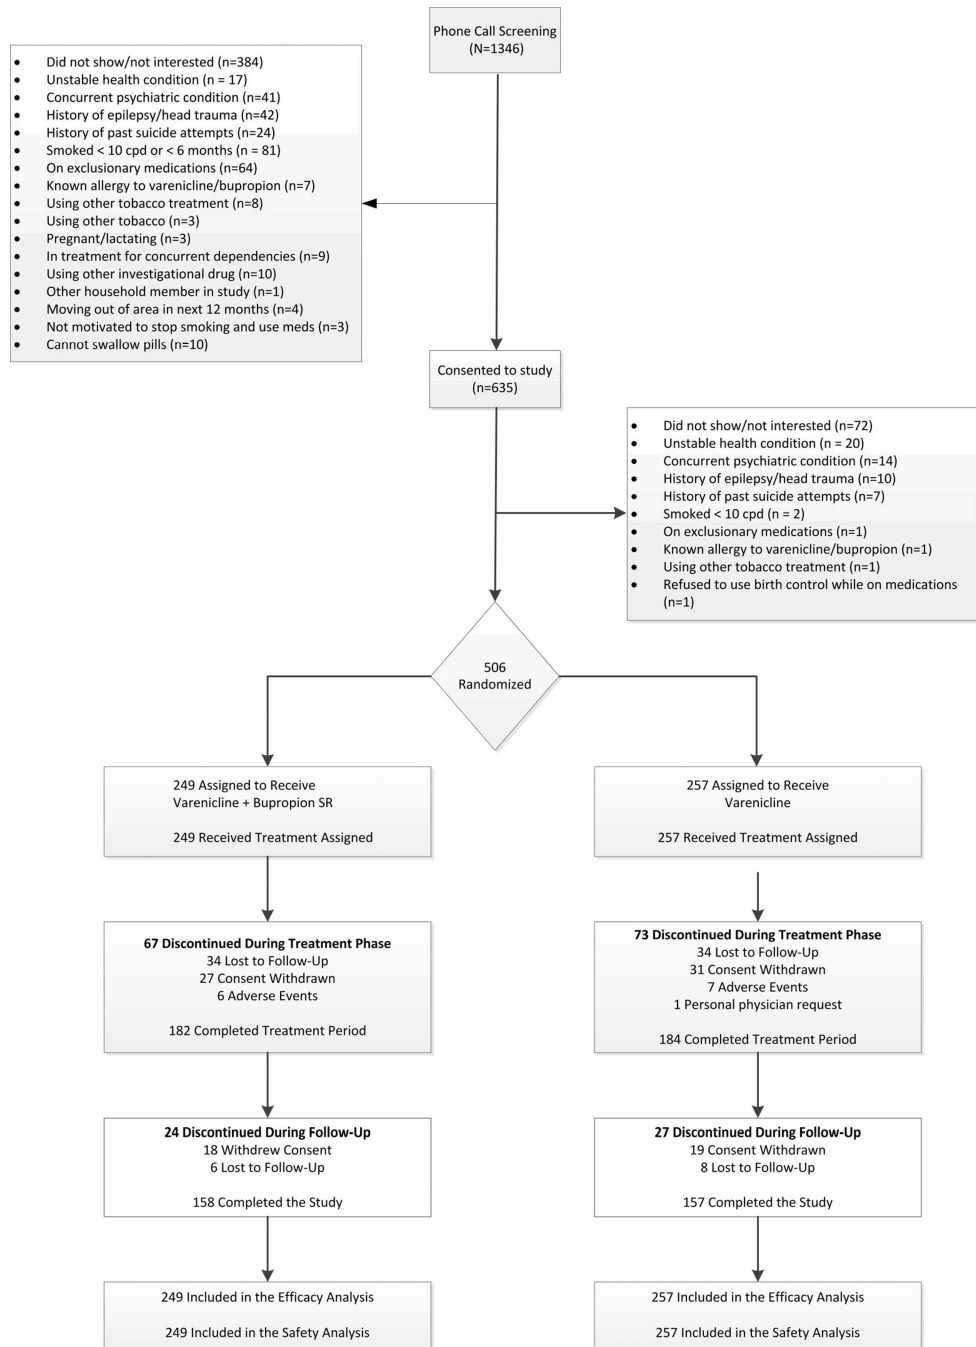 Phone Call Screening
(N=1346)
• Did not show/not interested (n=384)
• Unstable health condition (n = 17)
• Concurrent psychiatric condition (n=41)
• History of epilepsy/head trauma (n=42)
• History of past suicide attempts (n=24)
• Smoked < 10 cpd or < 6 months (n = 81)
• On exclusionary medications (n=64)
• Known allergy to varenicline/bupropion (n=7)
• Using other tobacco treatment (n=8)
• Using other tobacco (n=3)
• Pregnant/lactating (n=3)
• In treatment for concurrent dependencies (n=9)
• Using other investigational drug (n=10)
• Other household member in study (n=1)
• Moving out of area in next 12 months (n=4)
• Not motivated to stop smoking and use meds (n=3)
• Cannot swallow pills (n=10)
Consented to study
(n=635)
• Did not show/not interested (n=72)
• Unstable health condition (n = 20)
• Concurrent psychiatric condition (n=14)
• History of epilepsy/head trauma (n=10)
• History of past suicide attempts (n=7)
• Smoked < 10 cpd (n = 2)
• On exclusionary medications (n=1)
• Known allergy to varenicline/bupropion (n=1)
• Using other tobacco treatment (n=1)
• Refused to use birth control while on medications
(n=1)
506
Randomized
249 Assigned to Receive
Varenicline + Bupropion SR
249 Received Treatment Assigned
257 Assigned to Receive
Varenicline
257 Received Treatment Assigned
67 Discontinued During Treatment Phase
34 Lost to Follow-Up
27 Consent Withdrawn
6 Adverse Events
182 Completed Treatment Period
73 Discontinued During Treatment Phase
34 Lost to Follow-Up
31 Consent Withdrawn
7 Adverse Events
1 Personal physician request
184 Completed Treatment Period
24 Discontinued During Follow-Up
18 Withdrew Consent
6 Lost to Follow-Up
158 Completed the Study
27 Discontinued During Follow-Up
19 Consent Withdrawn
8 Lost to Follow-Up
157 Completed the Study
249 Included in the Efficacy Analysis
249 Included in the Safety Analysis
257 Included in the Efficacy Analysis
257 Included in the Safety Analysis